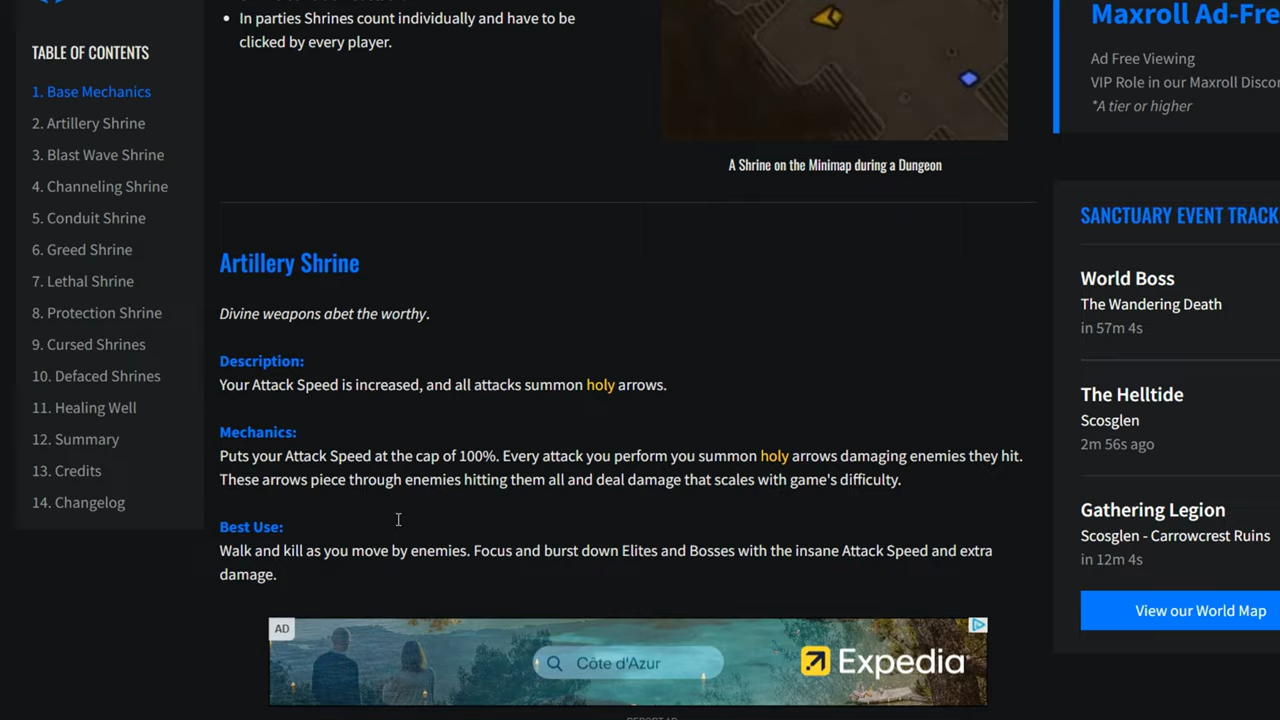 TABLE OF CONTENTS
1. Base Mechanics
2. Artillery Shrine
3. Blast Wave Shrine
4. Channeling Shrine
5. Conduit Shrine
6. Greed Shrine
7. Lethal Shrine
8. Protection Shrine
9. Cursed Shrines
10. Defaced Shrines
11. Healing Well
12. Summary
13. Credits
14. Changelog
• In parties Shrines count individually and have to be
clicked by every player.
A Shrine on the Minimap during a Dungeon
Artillery Shrine
Divine weapons abet the worthy.
Description:
Your Attack Speed is increased, and all attacks summon holy arrows.
Mechanics:
Puts your Attack Speed at the cap of 100%. Every attack you perform you summon holy arrows damaging enemies they hit.
These arrows piece through enemies hitting them all and deal damage that scales with game's difficulty.
Best Use:
Walk and kill as you move by enemies. Focus and burst down Elites and Bosses with the insane Attack Speed and extra
damage.
AD
Côte d'Azur
Expedia
Maxroll Ad-Fre
Ad Free Viewing
VIP Role in our Maxroll Discor
*A tier or higher
SANCTUARY EVENT TRACK
World Boss
The Wandering Death
in 57m 4s
The Helltide
Scosglen
2m 56s ago
Gathering Legion
Scosglen - Carrowcrest Ruins
in 12m 4s
View our World Map